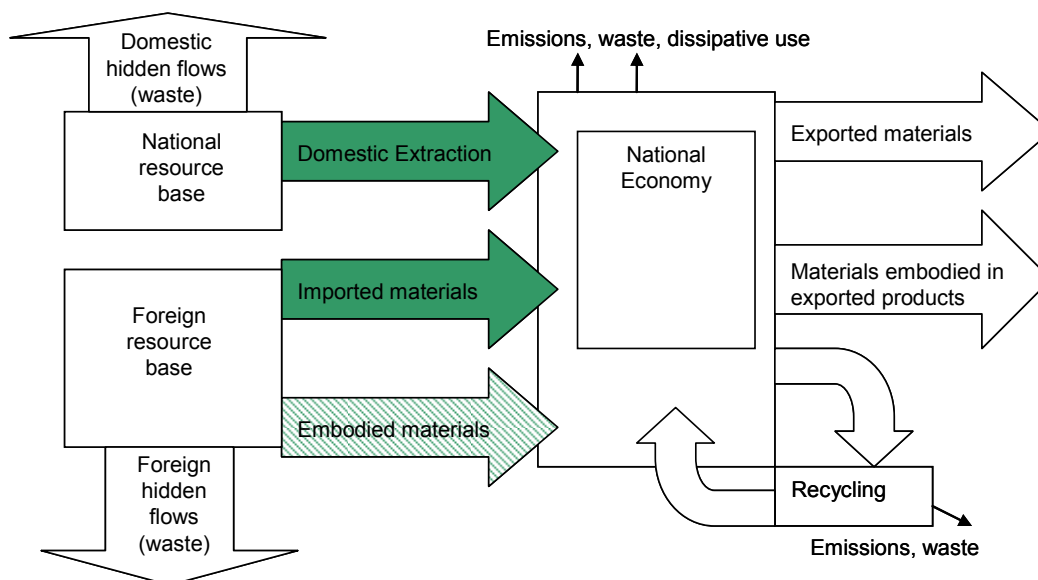 Emissions, waste, dissipative use
Domestic
hidden flows
(waste)
National
resource
base
Domestic Extraction
National
Economy
Exported materials
Foreign
resource
base
Imported materials
Materials embodied in
exported products
Embodied materials
Foreign
hidden
flows
(waste)
Recycling
Emissions, waste